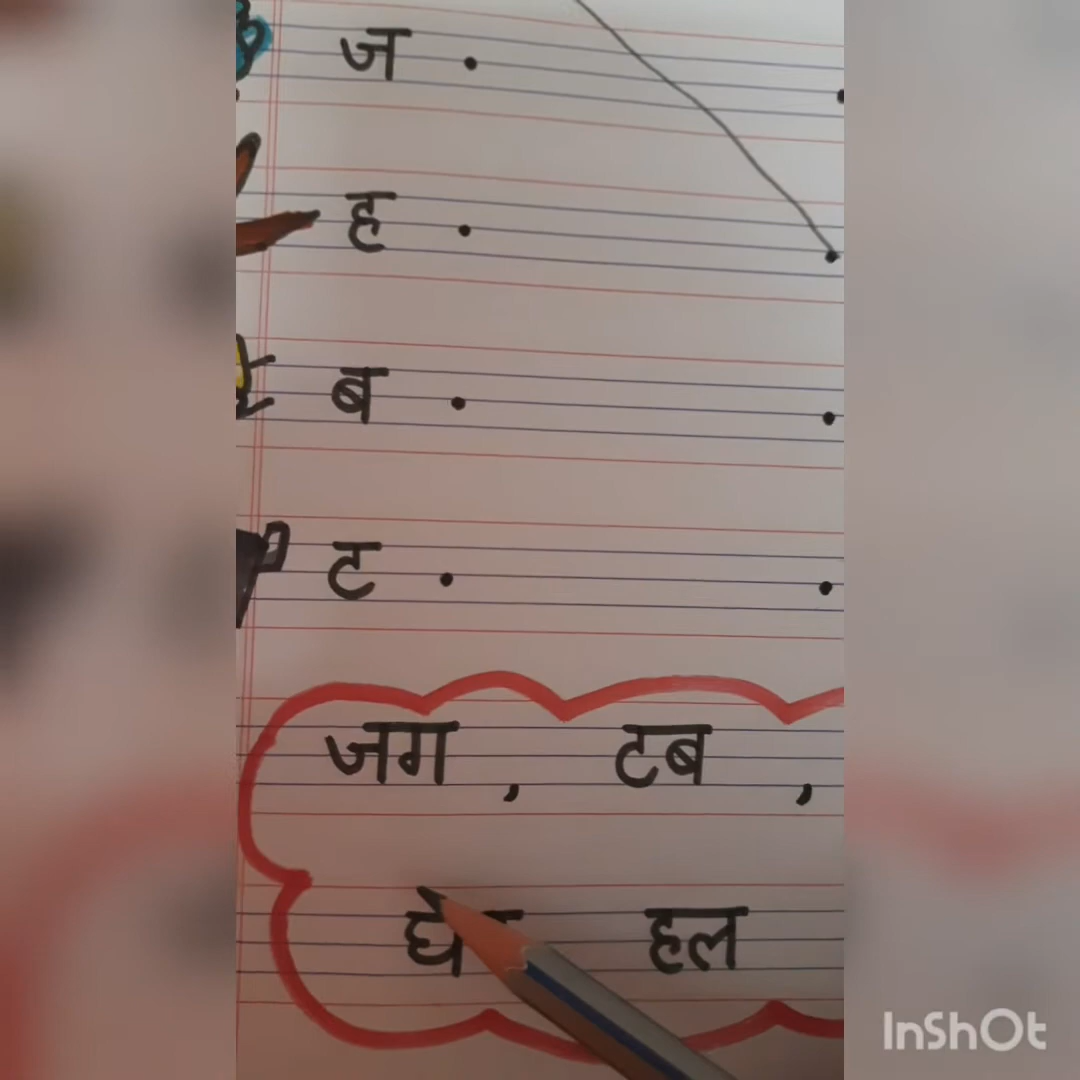 ज •
ह •
ब •
ट •
जग , टब ,
हल
InShOt